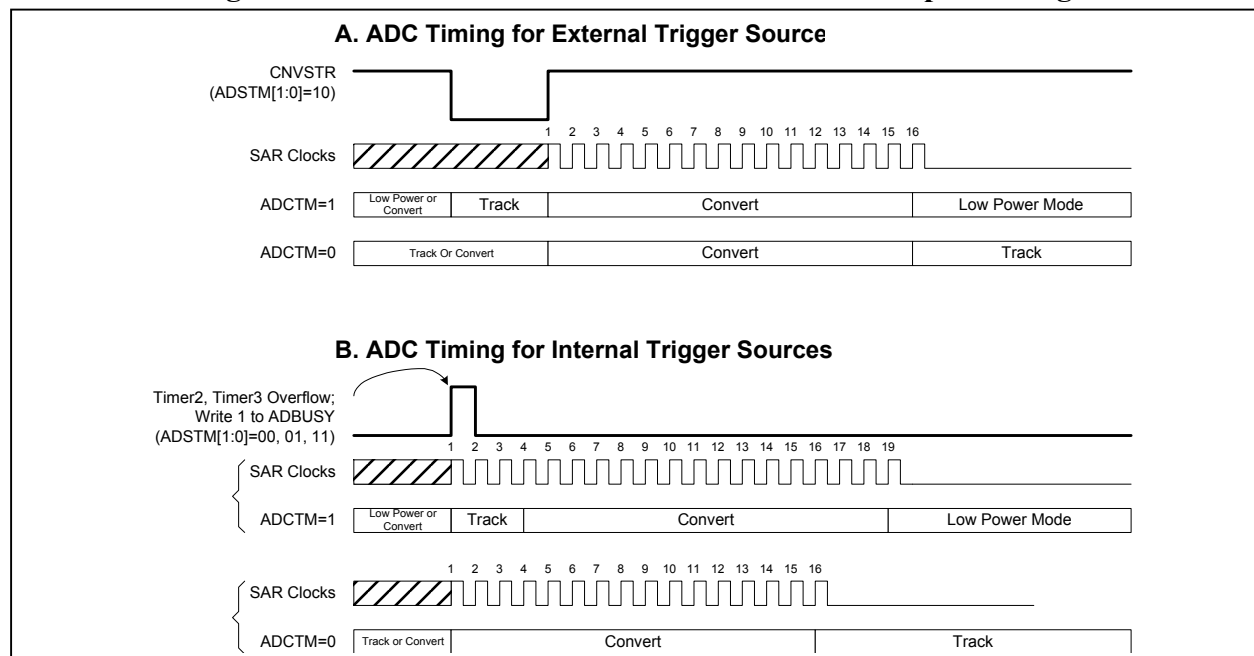 A. ADC Timing for External Trigger Source
CNVSTR
(ADSTM[1:0]=10)
1 2 3 4 5 6 7 8 9 10 11 12 13 14 15 16
SAR Clocks
ADCTM=1
Low Power or
Convert
Track
Convert
Low Power Mode
ADCTM=0
Track Or Convert
Convert
Track
B. ADC Timing for Internal Trigger Sources
Timer2, Timer3 Overflow;
Write 1 to ADBUSY
(ADSTM[1:0]=00, 01, 11)
1 2 3 4 5 6 7 8 9 10 11 12 13 14 15 16 17 18 19
SAR Clocks
ADCTM=1
Low Power or
Convert
Track
Convert
Low Power Mode
1 2 3 4 5 6 7 8 9 10 11 12 13 14 15 16
SAR Clocks
ADCTM=0
Track or Convert
Convert
Track